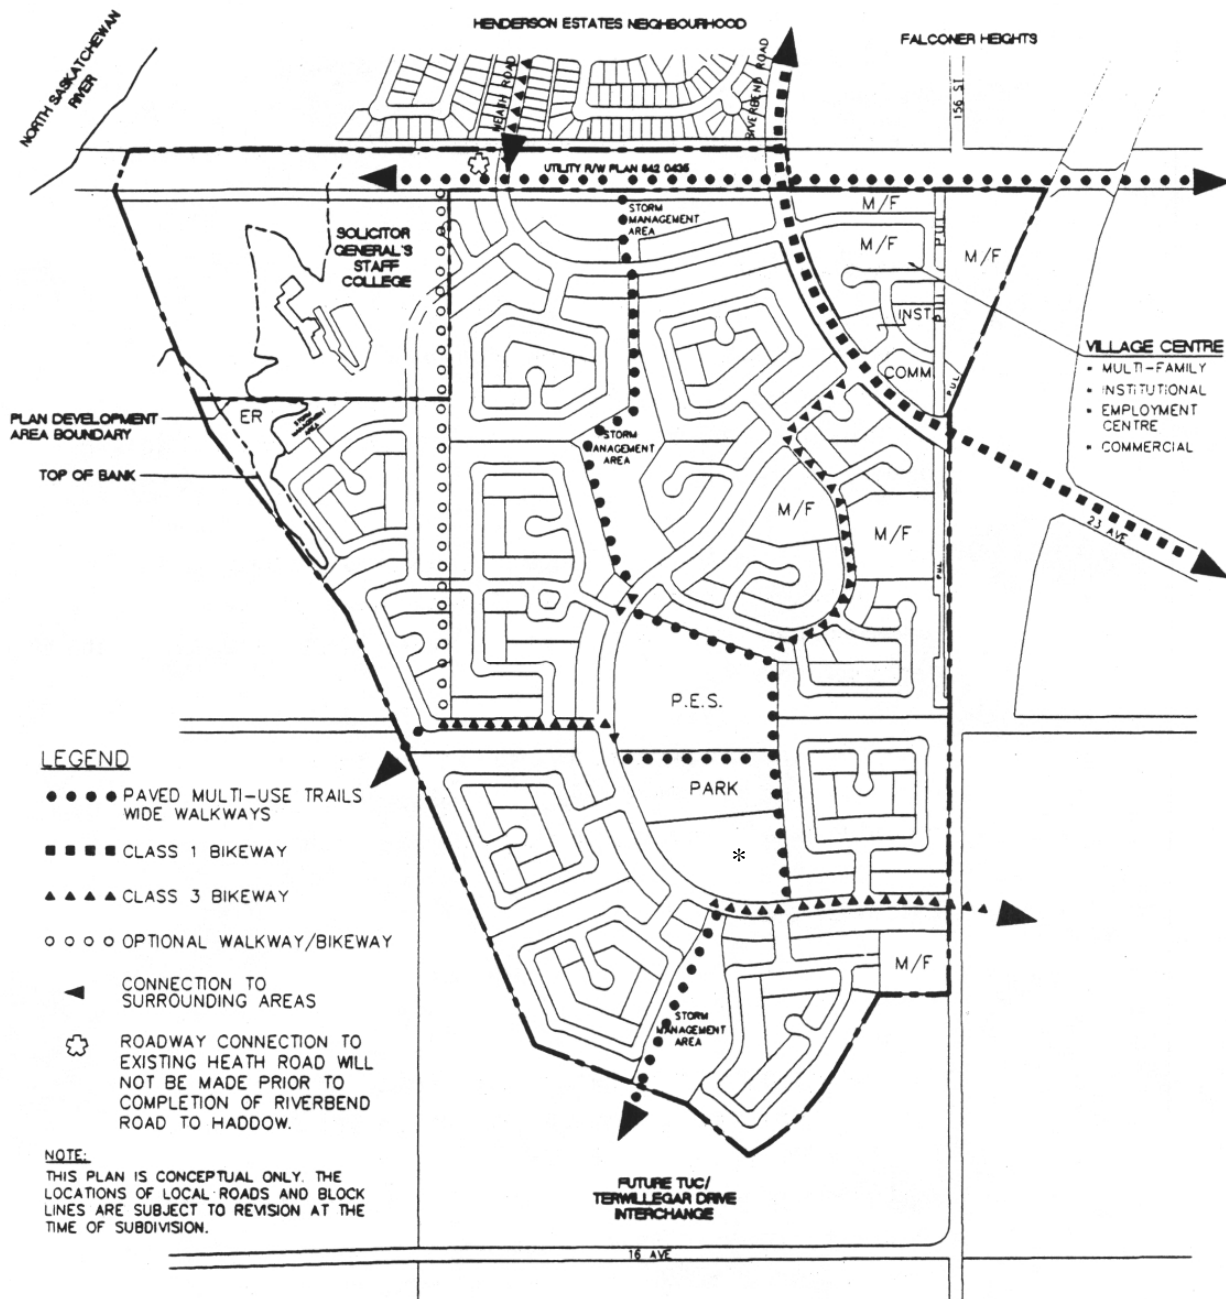 HENDERSON ESTATES NEIGHBOURHOOD
FALCONER HEIGHTS
NORTH SASKATCHEWAN
RIVER
HEATH ROAD
RIVERBEND ROAD
156 ST
UTILITY R/W PLAN 842 0435
STORM
MANAGEMENT
AREA
M/F
M/F
M/F
P.U.L.
P.U.L.
SOLICITOR
GENERAL'S
STAFF
COLLEGE
INST.
COMM.
P.U.L.
VILLAGE CENTRE
▪ MULTI-FAMILY
▪ INSTITUTIONAL
▪ EMPLOYMENT
CENTRE
▪ COMMERCIAL
PLAN DEVELOPMENT
AREA BOUNDARY
ER
STORM
MANAGEMENT
AREA
TOP OF BANK
STORM
MANAGEMENT
AREA
M/F
M/F
23 AVE
PUL
P.E.S.
PARK
*
M/F
STORM
MANAGEMENT
AREA
LEGEND
PAVED MULTI-USE TRAILS
WIDE WALKWAYS
CLASS 1 BIKEWAY
CLASS 3 BIKEWAY
OPTIONAL WALKWAY/BIKEWAY
CONNECTION TO
SURROUNDING AREAS
ROADWAY CONNECTION TO
EXISTING HEATH ROAD WILL
NOT BE MADE PRIOR TO
COMPLETION OF RIVERBEND
ROAD TO HADDOW.
NOTE:
THIS PLAN IS CONCEPTUAL ONLY. THE
LOCATIONS OF LOCAL ROADS AND BLOCK
LINES ARE SUBJECT TO REVISION AT THE
TIME OF SUBDIVISION.
FUTURE TUC/
TERWILLEGAR DRIVE
INTERCHANGE
16 AVE